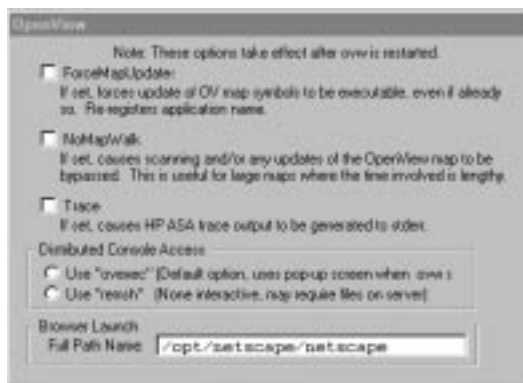 OpenView
Note: These options take effect after ovw is restarted.
ForceMapUpdate:
If set, forces update of OV map symbols to be executable, even if already
so. Re-registers application name.
NoMapWalk
If set, causes scanning and/or any updates of the OpenView map to be
bypassed. This is useful for large maps where the time involved is lengthy.
Trace
If set, causes HP ASA trace output to be generated to stderr.
Distributed Console Access
Use "ovexec" (Default option, uses pop-up screen when ovw s
Use "remsh" (None interactive, may require files on server)
Browser Launch
Full Path Name: /opt/netscape/netscape